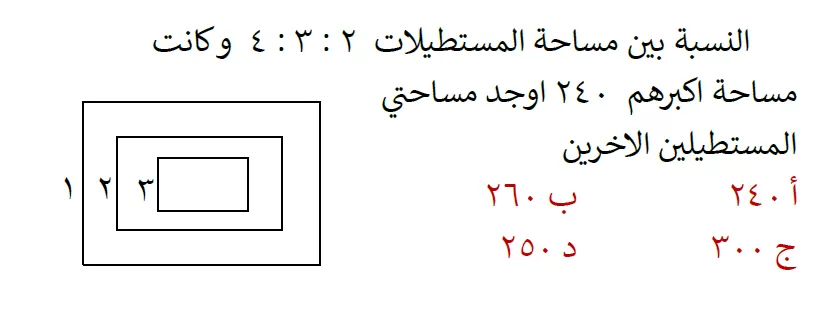 النسبة بين مساحة المستطيلات ٢ : ٣ : ٤ وكانت
مساحة اكبرهم ٢٤٠ اوجد مساحتي
المستطيلين الاخرين
١ ٢ ٣
أ ٢٤٠ ب ٢٦٠
ج ٣٠٠ د ٢٥٠